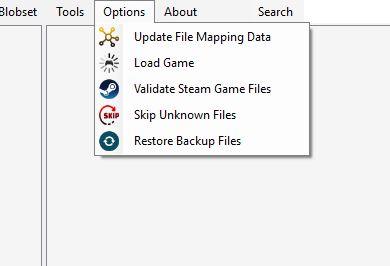 Blobset Tools Options About Search
Update File Mapping Data
Load Game
Validate Steam Game Files
SKIP Skip Unknown Files
Restore Backup Files